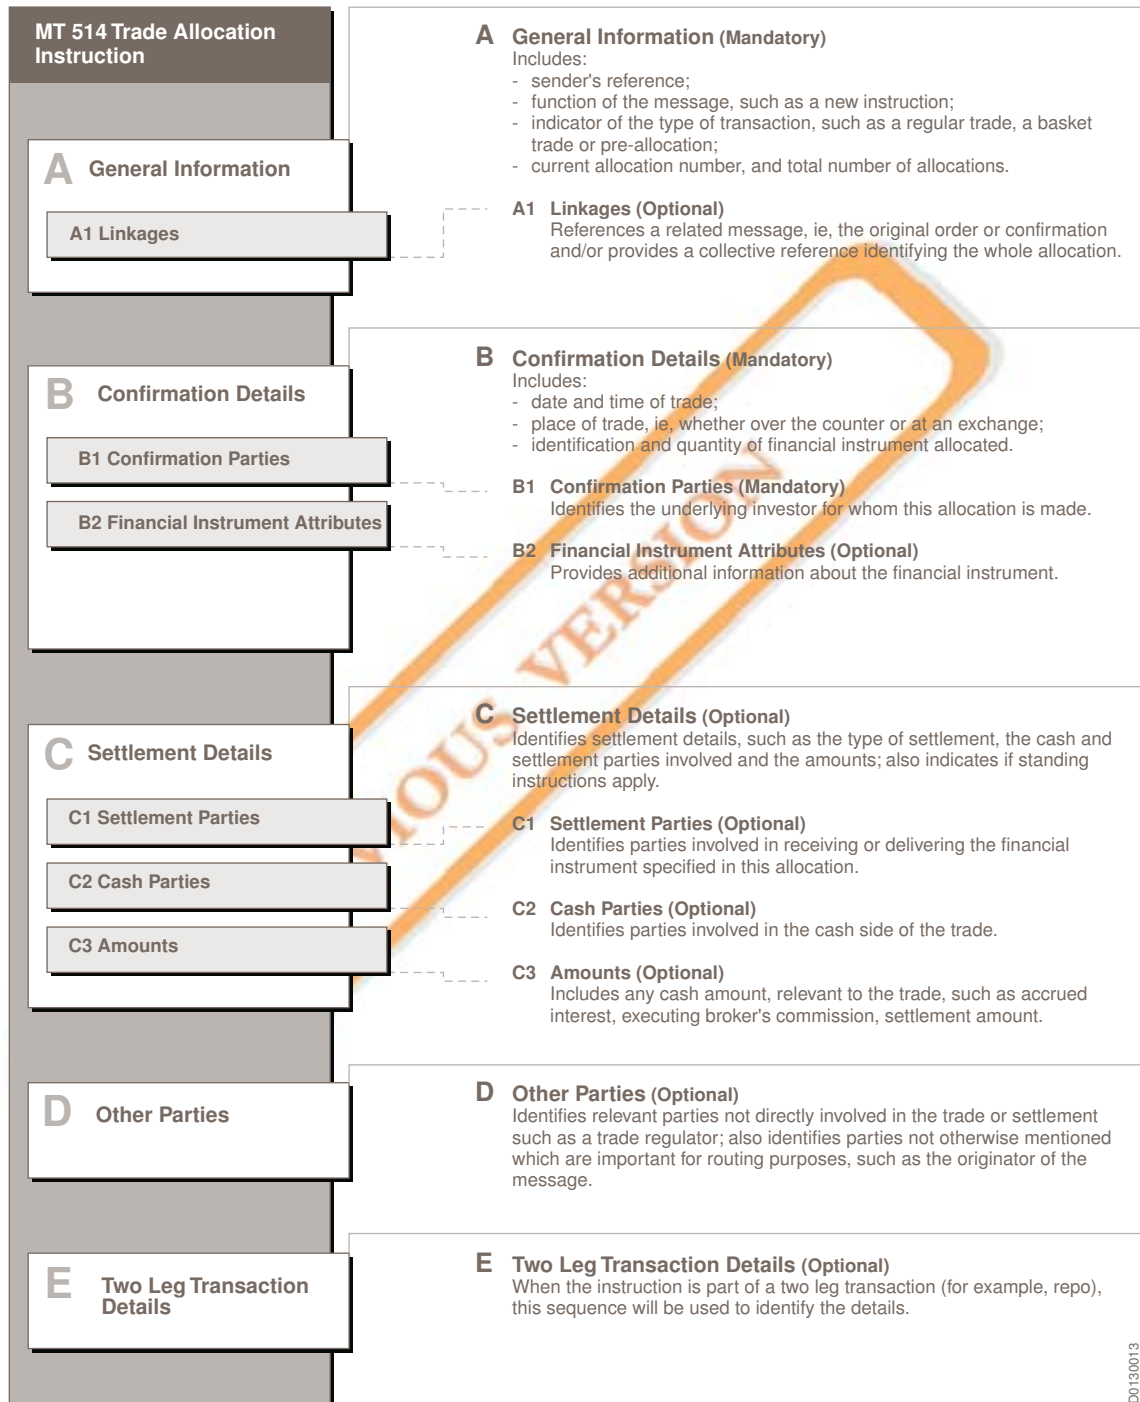 MT 514 Trade Allocation
Instruction
A General Information
A1 Linkages
A General Information (Mandatory)
Includes:
- sender's reference;
- function of the message, such as a new instruction;
- indicator of the type of transaction, such as a regular trade, a basket
trade or pre-allocation;
- current allocation number, and total number of allocations.
A1 Linkages (Optional)
References a related message, ie, the original order or confirmation
and/or provides a collective reference identifying the whole allocation.
B Confirmation Details
B1 Confirmation Parties
B2 Financial Instrument Attributes
B Confirmation Details (Mandatory)
Includes:
- date and time of trade;
- place of trade, ie, whether over the counter or at an exchange;
- identification and quantity of financial instrument allocated.
B1 Confirmation Parties (Mandatory)
Identifies the underlying investor for whom this allocation is made.
B2 Financial Instrument Attributes (Optional)
Provides additional information about the financial instrument.
C Settlement Details
C1 Settlement Parties
C2 Cash Parties
C3 Amounts
C Settlement Details (Optional)
Identifies settlement details, such as the type of settlement, the cash and
settlement parties involved and the amounts; also indicates if standing
instructions apply.
C1 Settlement Parties (Optional)
Identifies parties involved in receiving or delivering the financial
instrument specified in this allocation.
C2 Cash Parties (Optional)
Identifies parties involved in the cash side of the trade.
C3 Amounts (Optional)
Includes any cash amount, relevant to the trade, such as accrued
interest, executing broker's commission, settlement amount.
D Other Parties
D Other Parties (Optional)
Identifies relevant parties not directly involved in the trade or settlement
such as a trade regulator; also identifies parties not otherwise mentioned
which are important for routing purposes, such as the originator of the
message.
E Two Leg Transaction
Details
E Two Leg Transaction Details (Optional)
When the instruction is part of a two leg transaction (for example, repo),
this sequence will be used to identify the details.
D0130013
VIOUS VERSION